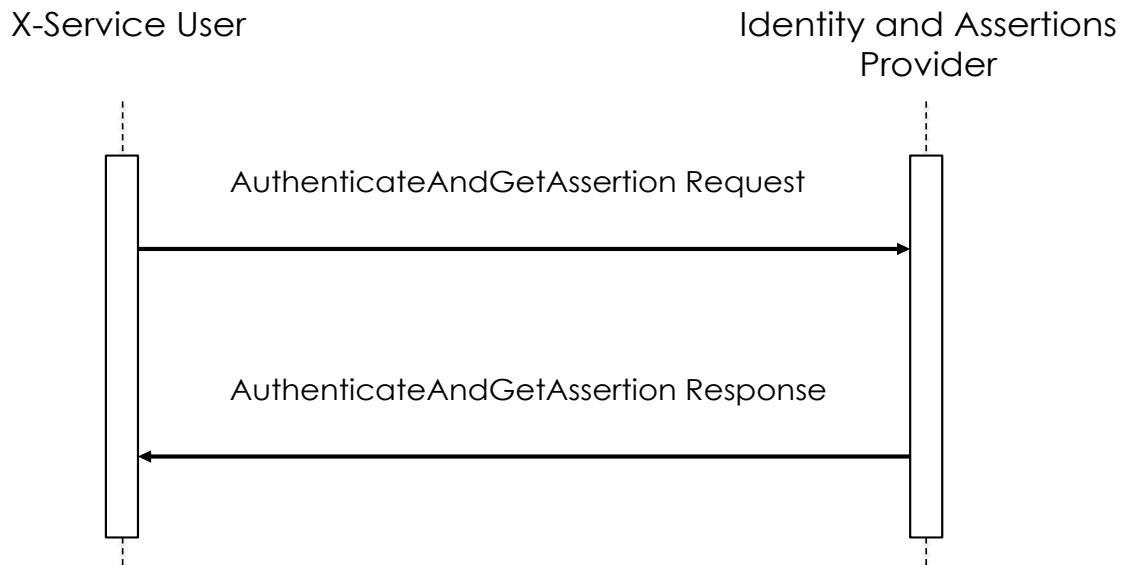 X-Service User
Identity and Assertions
Provider
AuthenticateAndGetAssertion Request
AuthenticateAndGetAssertion Response